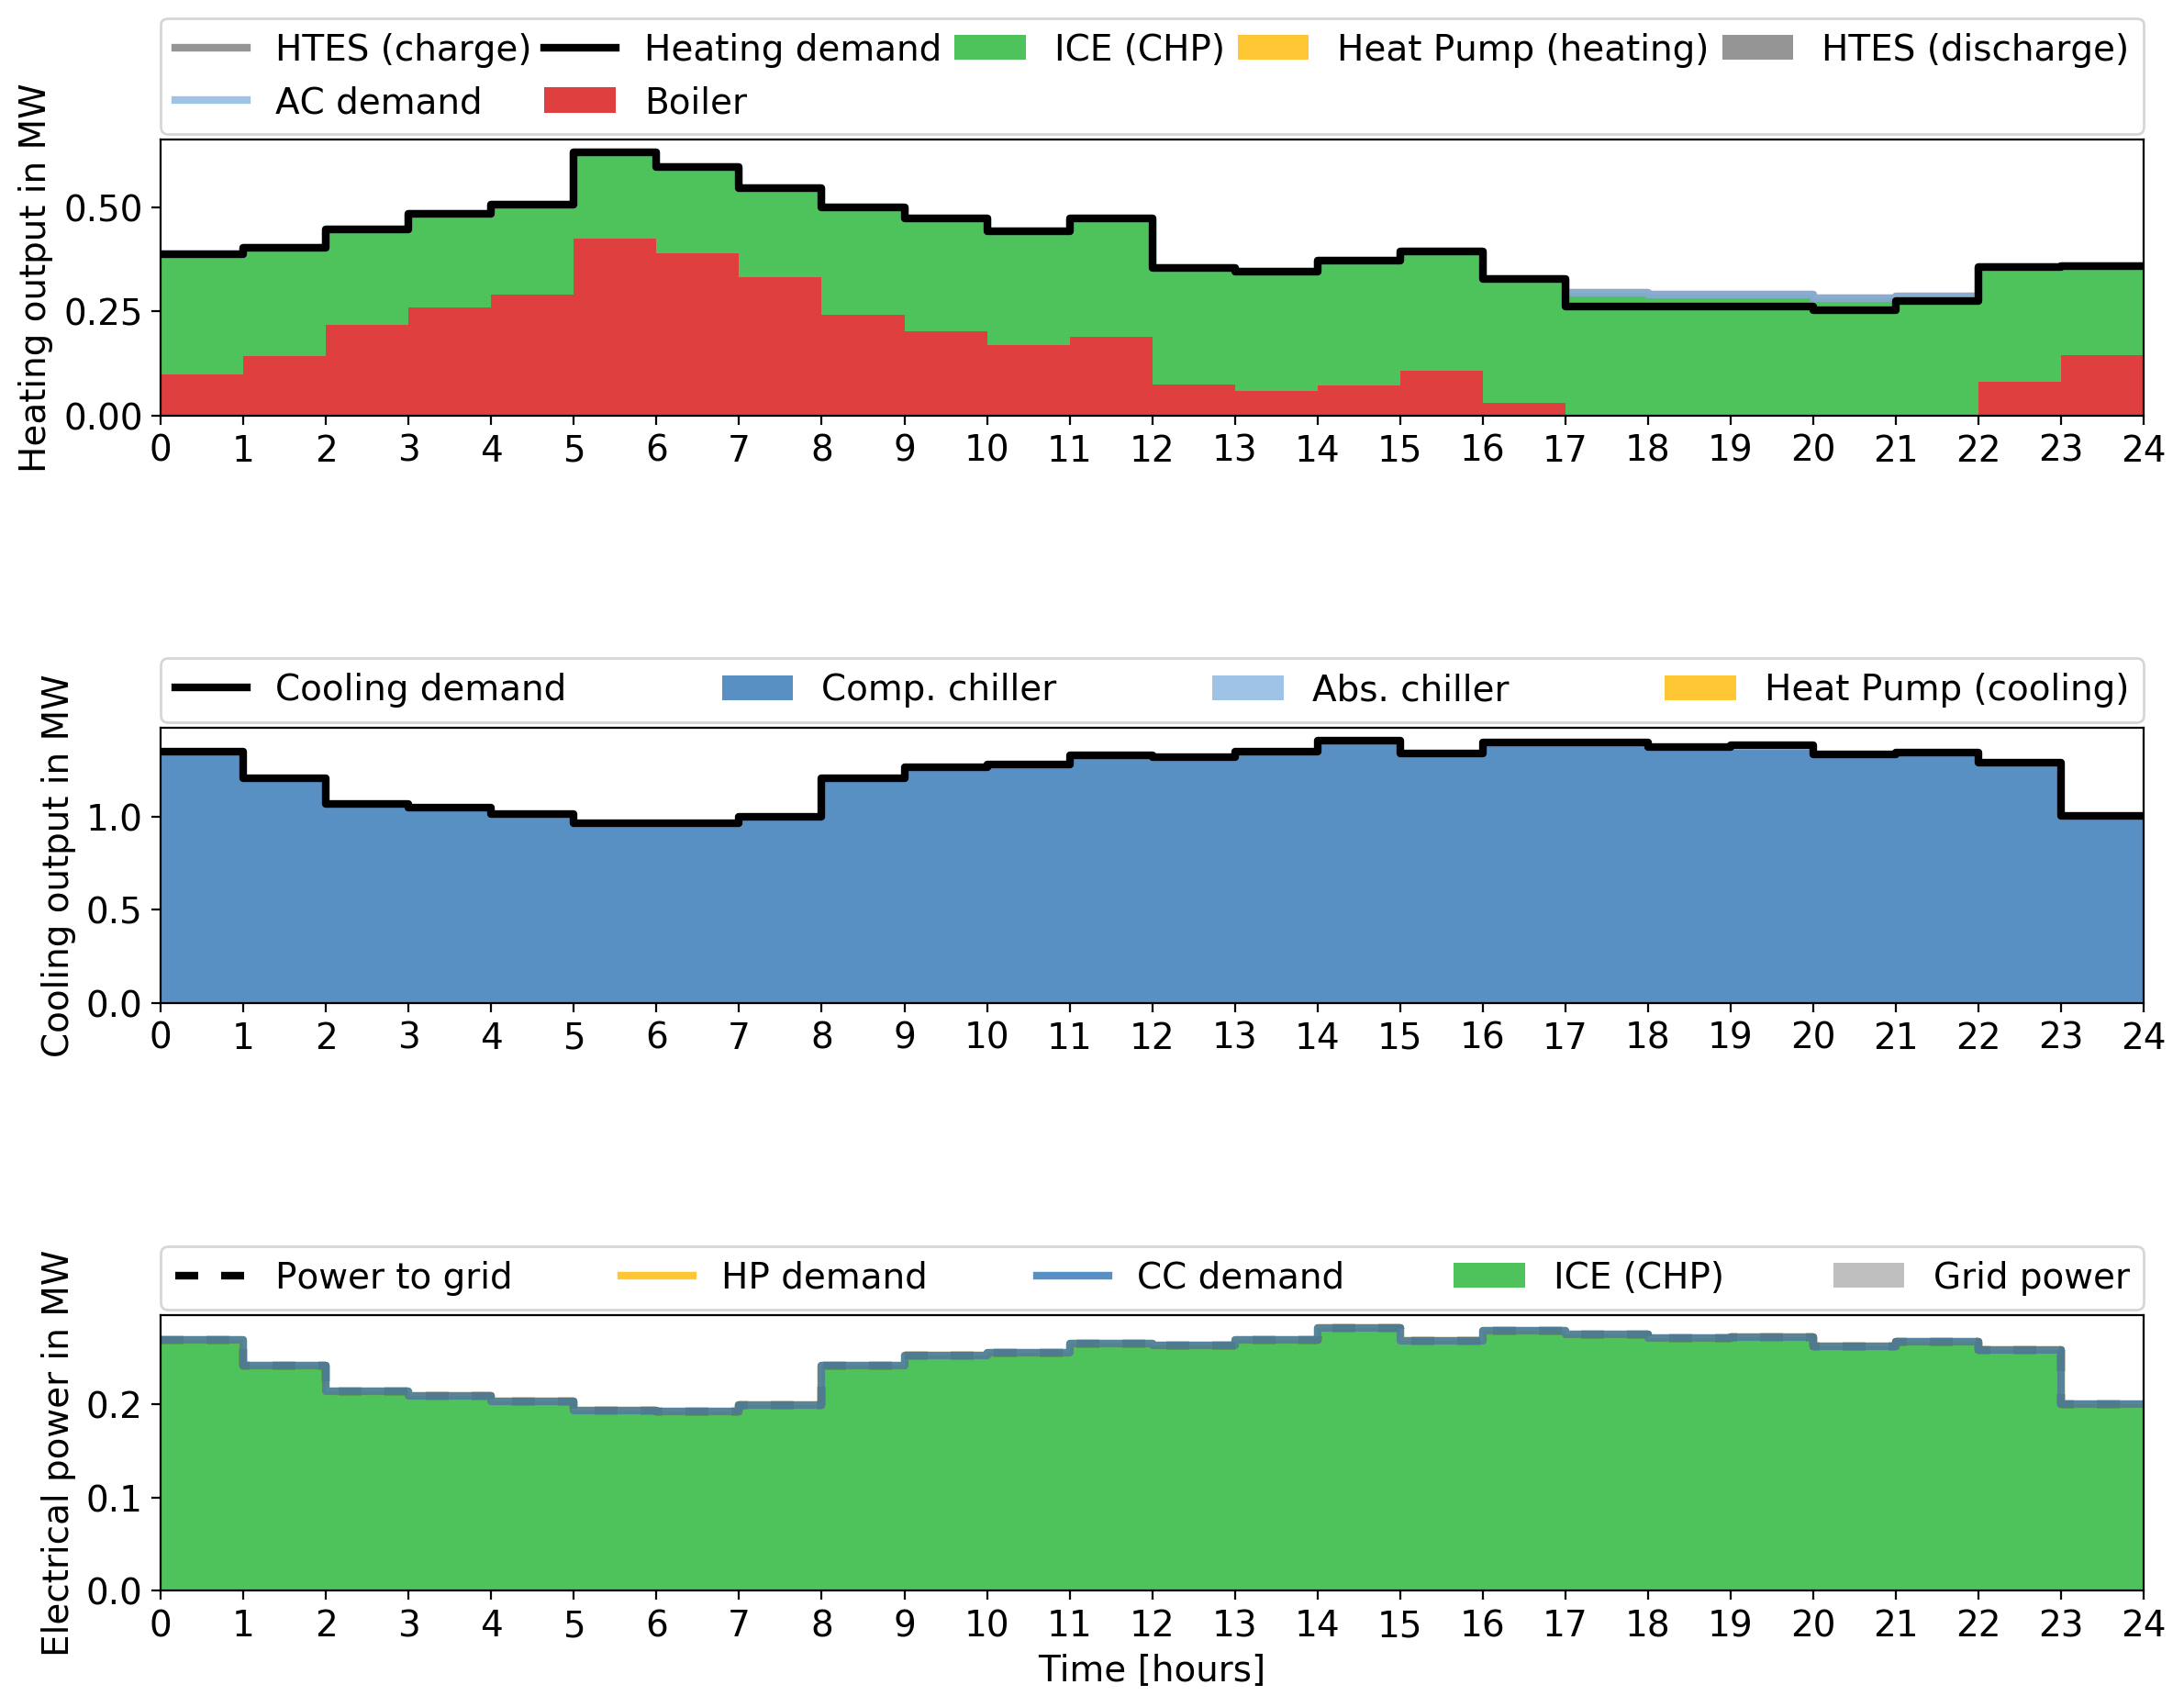 HTES (charge) Heating demand ICE (CHP) Heat Pump (heating) HTES (discharge)
AC demand Boiler
Heating output in MW
0.50
0.25
0.00
0 1 2 3 4 5 6 7 8 9 10 11 12 13 14 15 16 17 18 19 20 21 22 23 24
Cooling demand Comp. chiller Abs. chiller Heat Pump (cooling)
Cooling output in MW
1.0
0.5
0.0
0 1 2 3 4 5 6 7 8 9 10 11 12 13 14 15 16 17 18 19 20 21 22 23 24
Power to grid HP demand CC demand ICE (CHP) Grid power
Electrical power in MW
0.2
0.1
0.0
0 1 2 3 4 5 6 7 8 9 10 11 12 13 14 15 16 17 18 19 20 21 22 23 24
Time [hours]